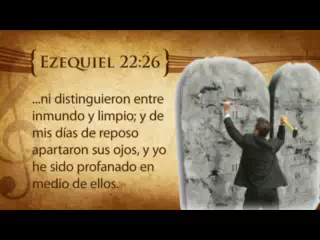 {EZEQUIEL 22:26}
...ni distinguieron entre
inmundo y limpio; y de
mis días de reposo
apartaron sus ojos, y yo
he sido profanado en
medio de ellos.